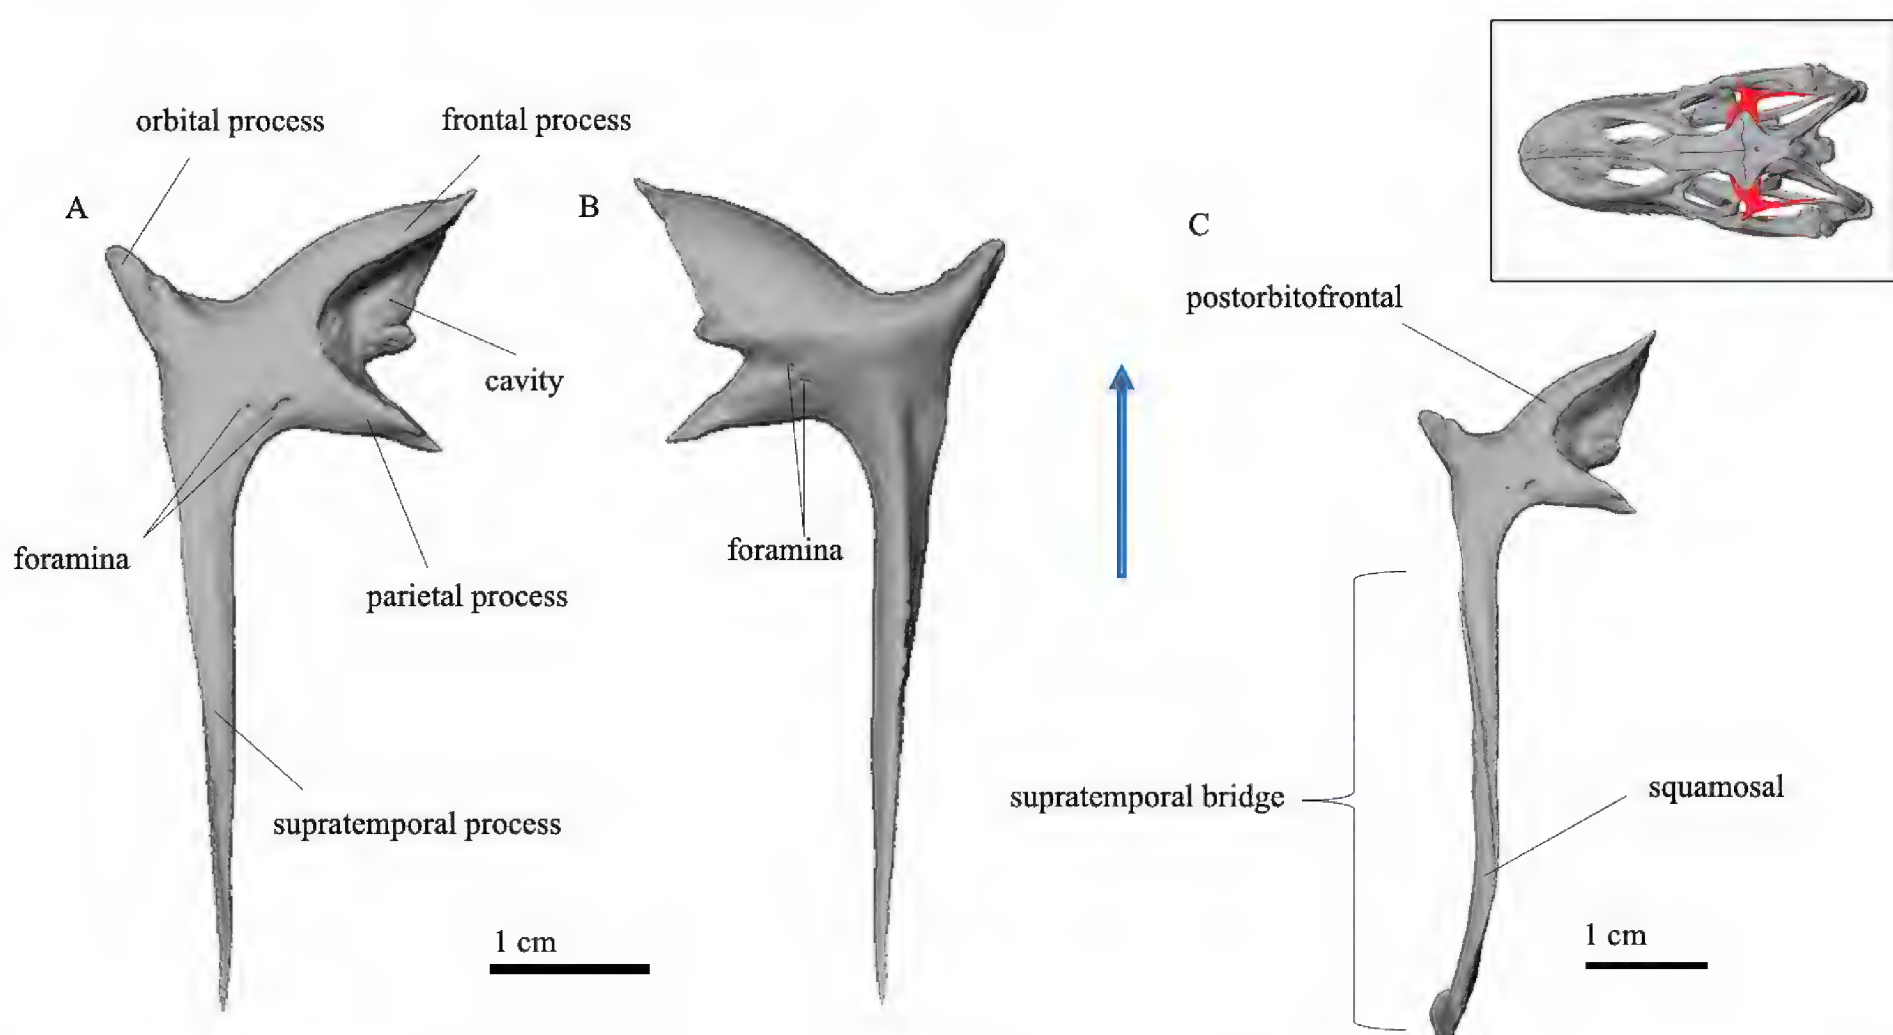 orbital process
frontal process
A
B
C
postorbitofrontal
cavity
foramina
foramina
parietal process
supratemporal bridge
squamosal
supratemporal process
1 cm
1 cm